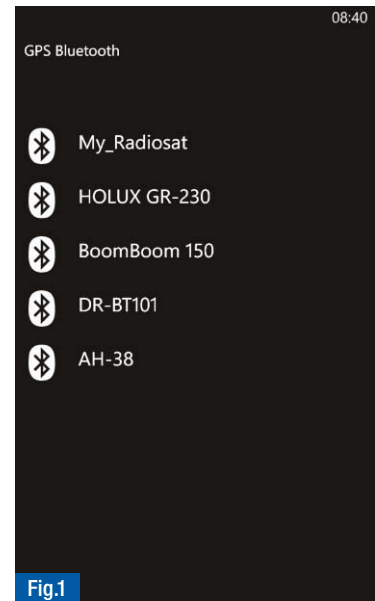 08:40
GPS Bluetooth
My_Radiosat
HOLUX GR-230
BoomBoom 150
DR-BT101
AH-38
Fig.1